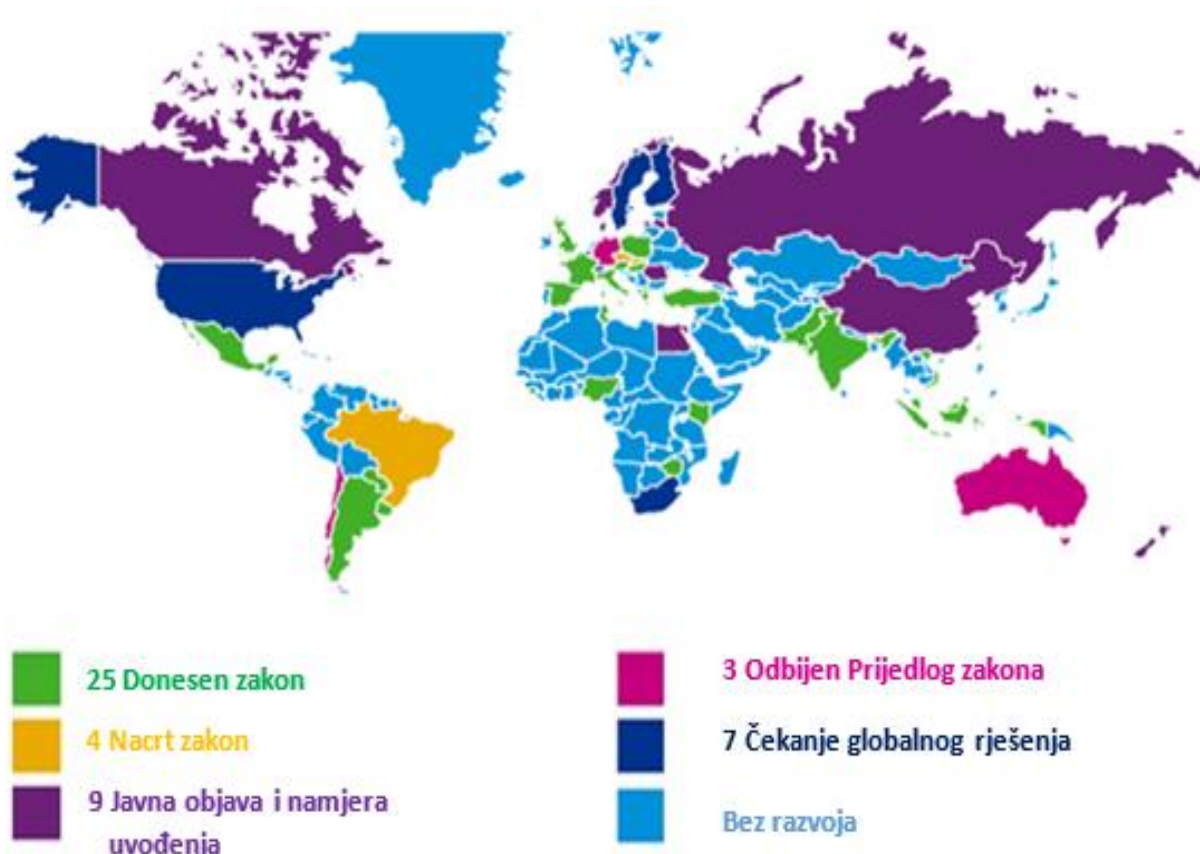 25 Donesen zakon
4 Nacrt zakon
9 Javna objava i namjera
uvođenja
3 Odbijen Prijedlog zakona
7 Čekanje globalnog rješenja
Bez razvoja